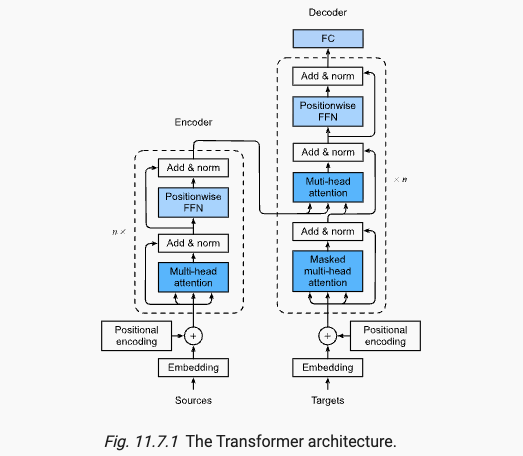 Decoder
FC
Add & norm
Positionwise
FFN
Add & norm
Muti-head
attention
× n
Add & norm
Masked
multi-head
attention
Positional
encoding
+
Embedding
Targets
Encoder
Add & norm
Positionwise
FFN
n ×
Add & norm
Multi-head
attention
Positional
encoding
+
Embedding
Sources
Fig. 11.7.1 The Transformer architecture.